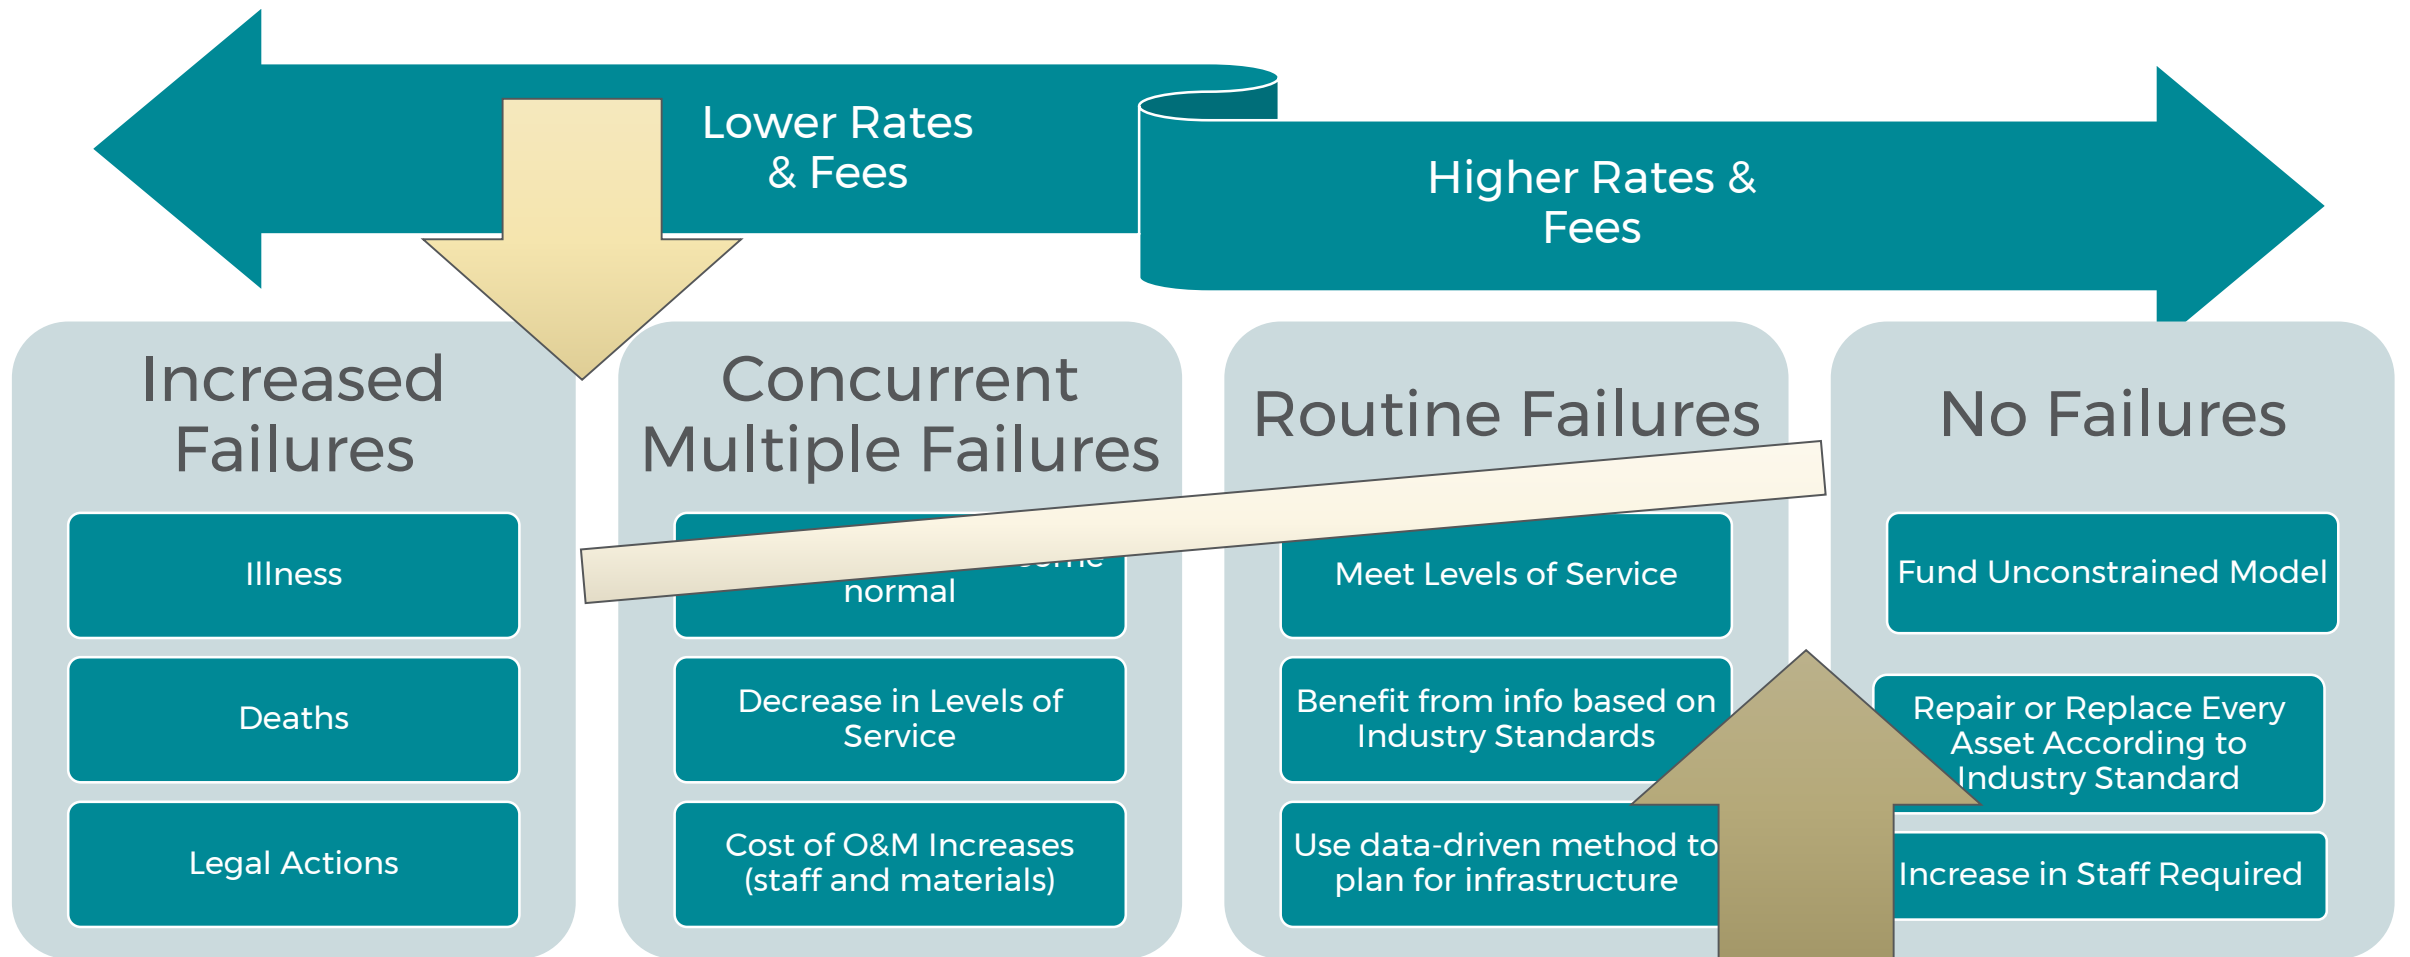 Lower Rates
& Fees
Higher Rates &
Fees
Increased
Failures
Illness
Deaths
Legal Actions
Concurrent
Multiple Failures
normal
Decrease in Levels of
Service
Cost of O&M Increases
(staff and materials)
Routine Failures
Meet Levels of Service
Benefit from info based on
Industry Standards
Use data-driven method to
plan for infrastructure
No Failures
Fund Unconstrained Model
Repair or Replace Every
Asset According to
Industry Standard
Increase in Staff Required